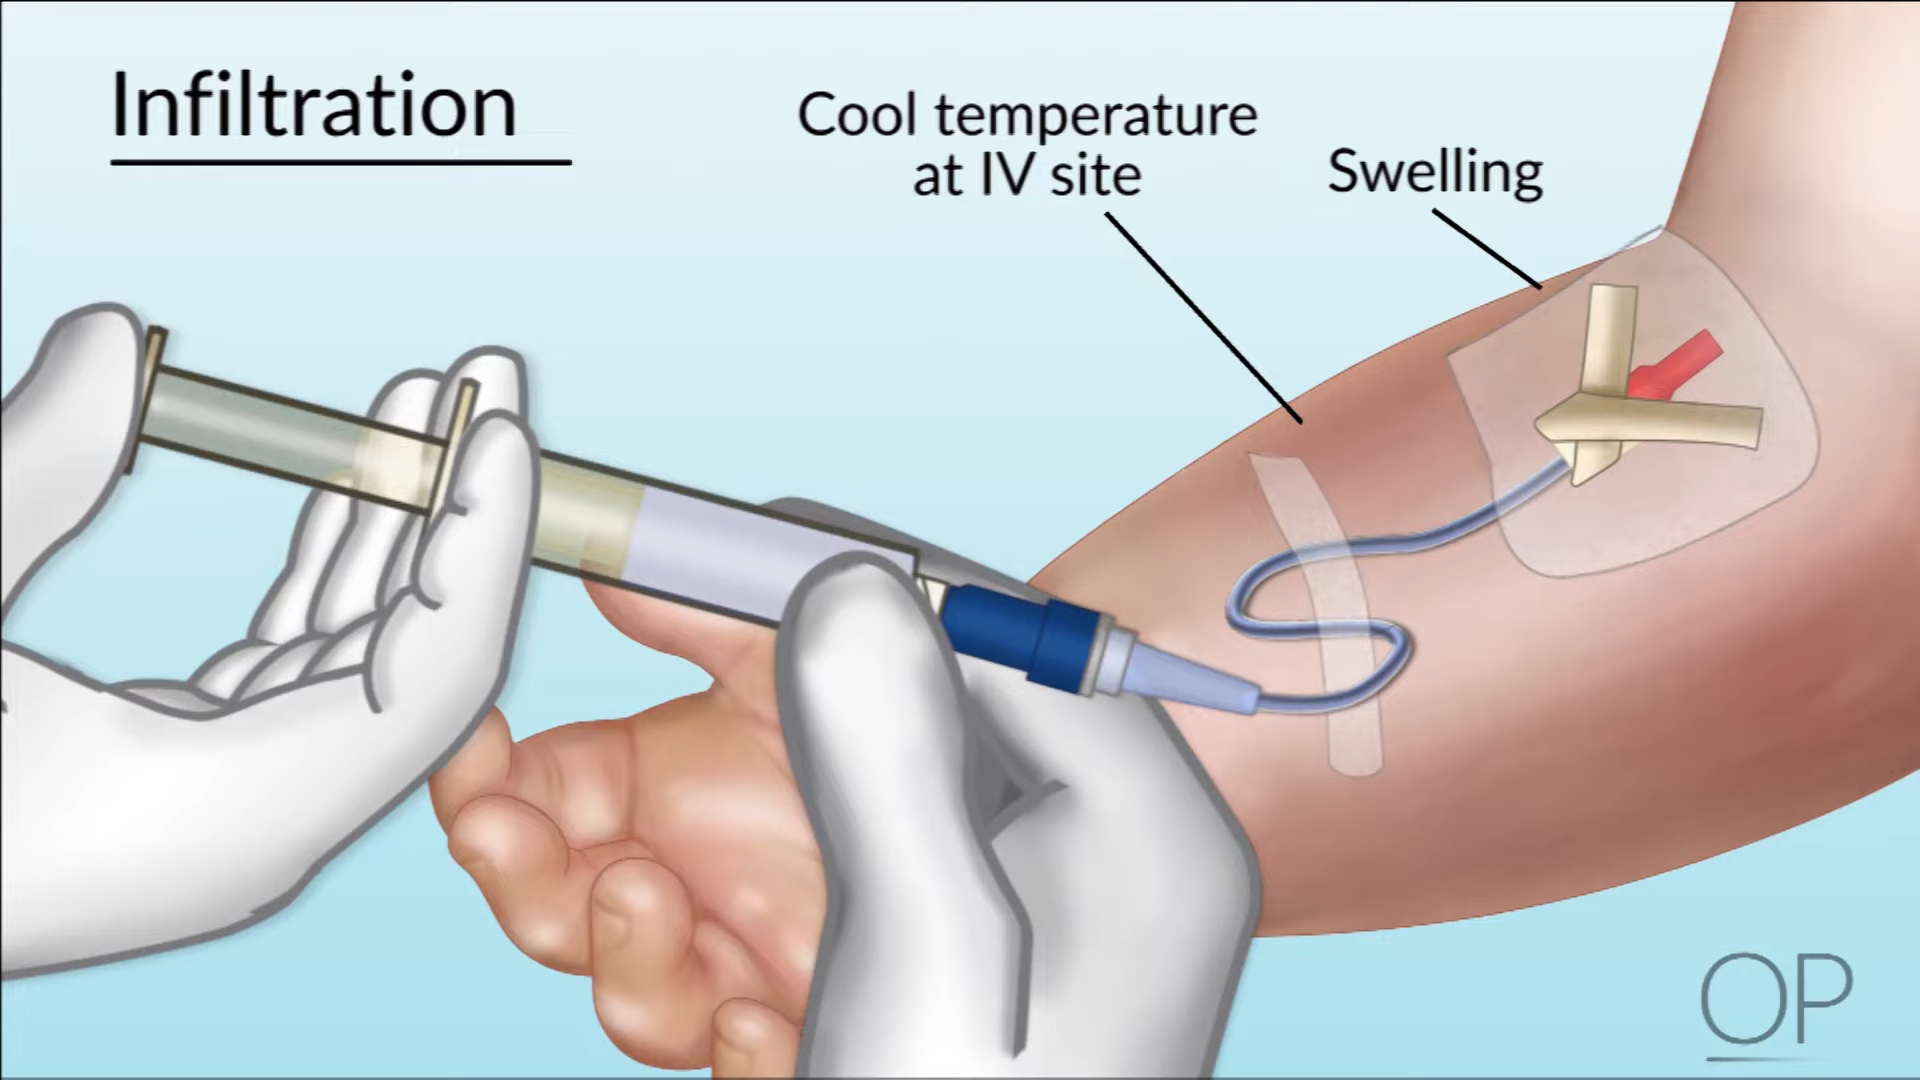 Infiltration
Cool temperature
at IV site
Swelling
OP